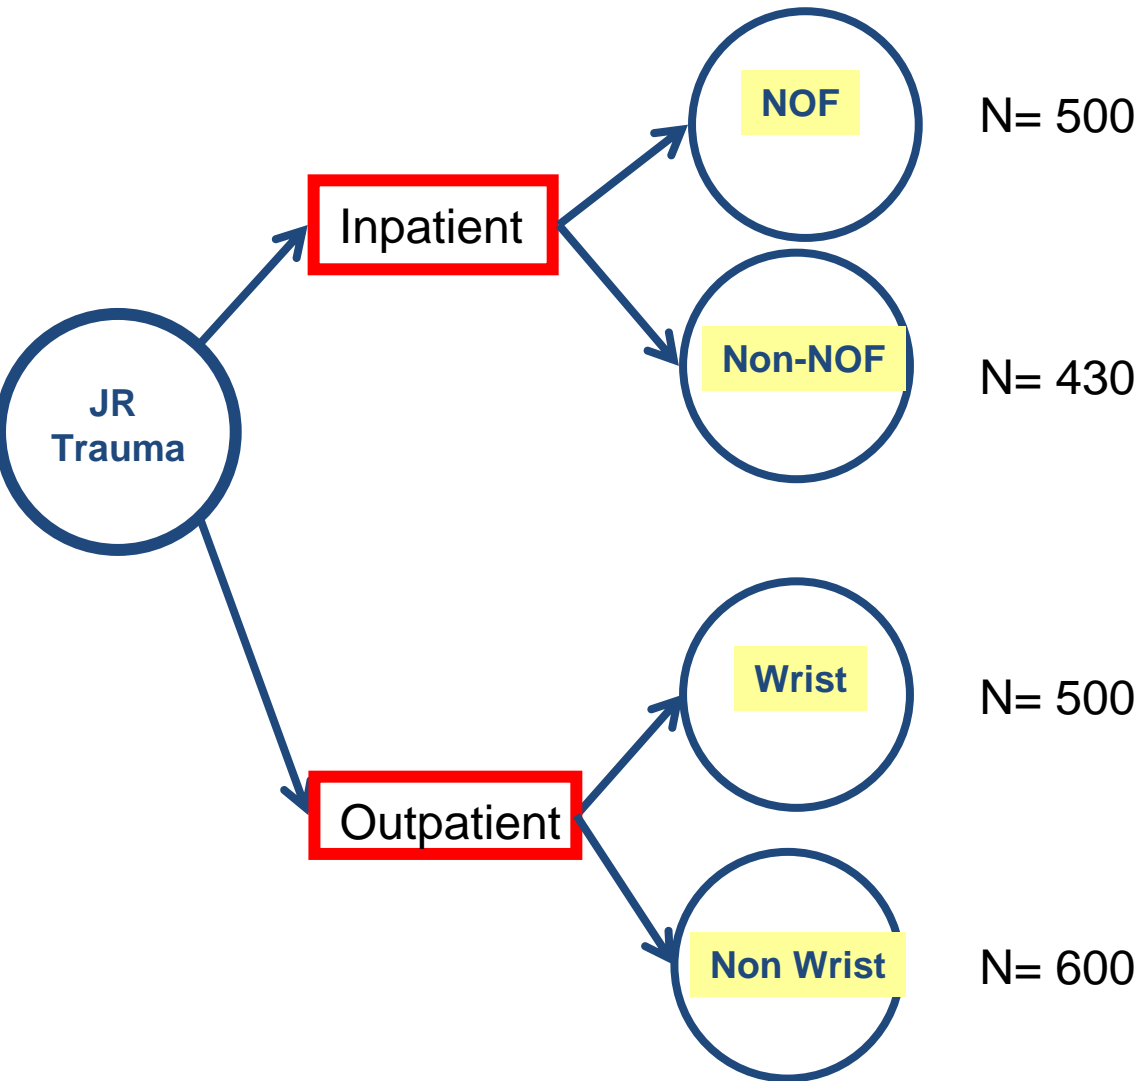 NOF
N= 500
Inpatient
Non-NOF
N= 430
JR
Trauma
Wrist
N= 500
Outpatient
Non Wrist
N= 600